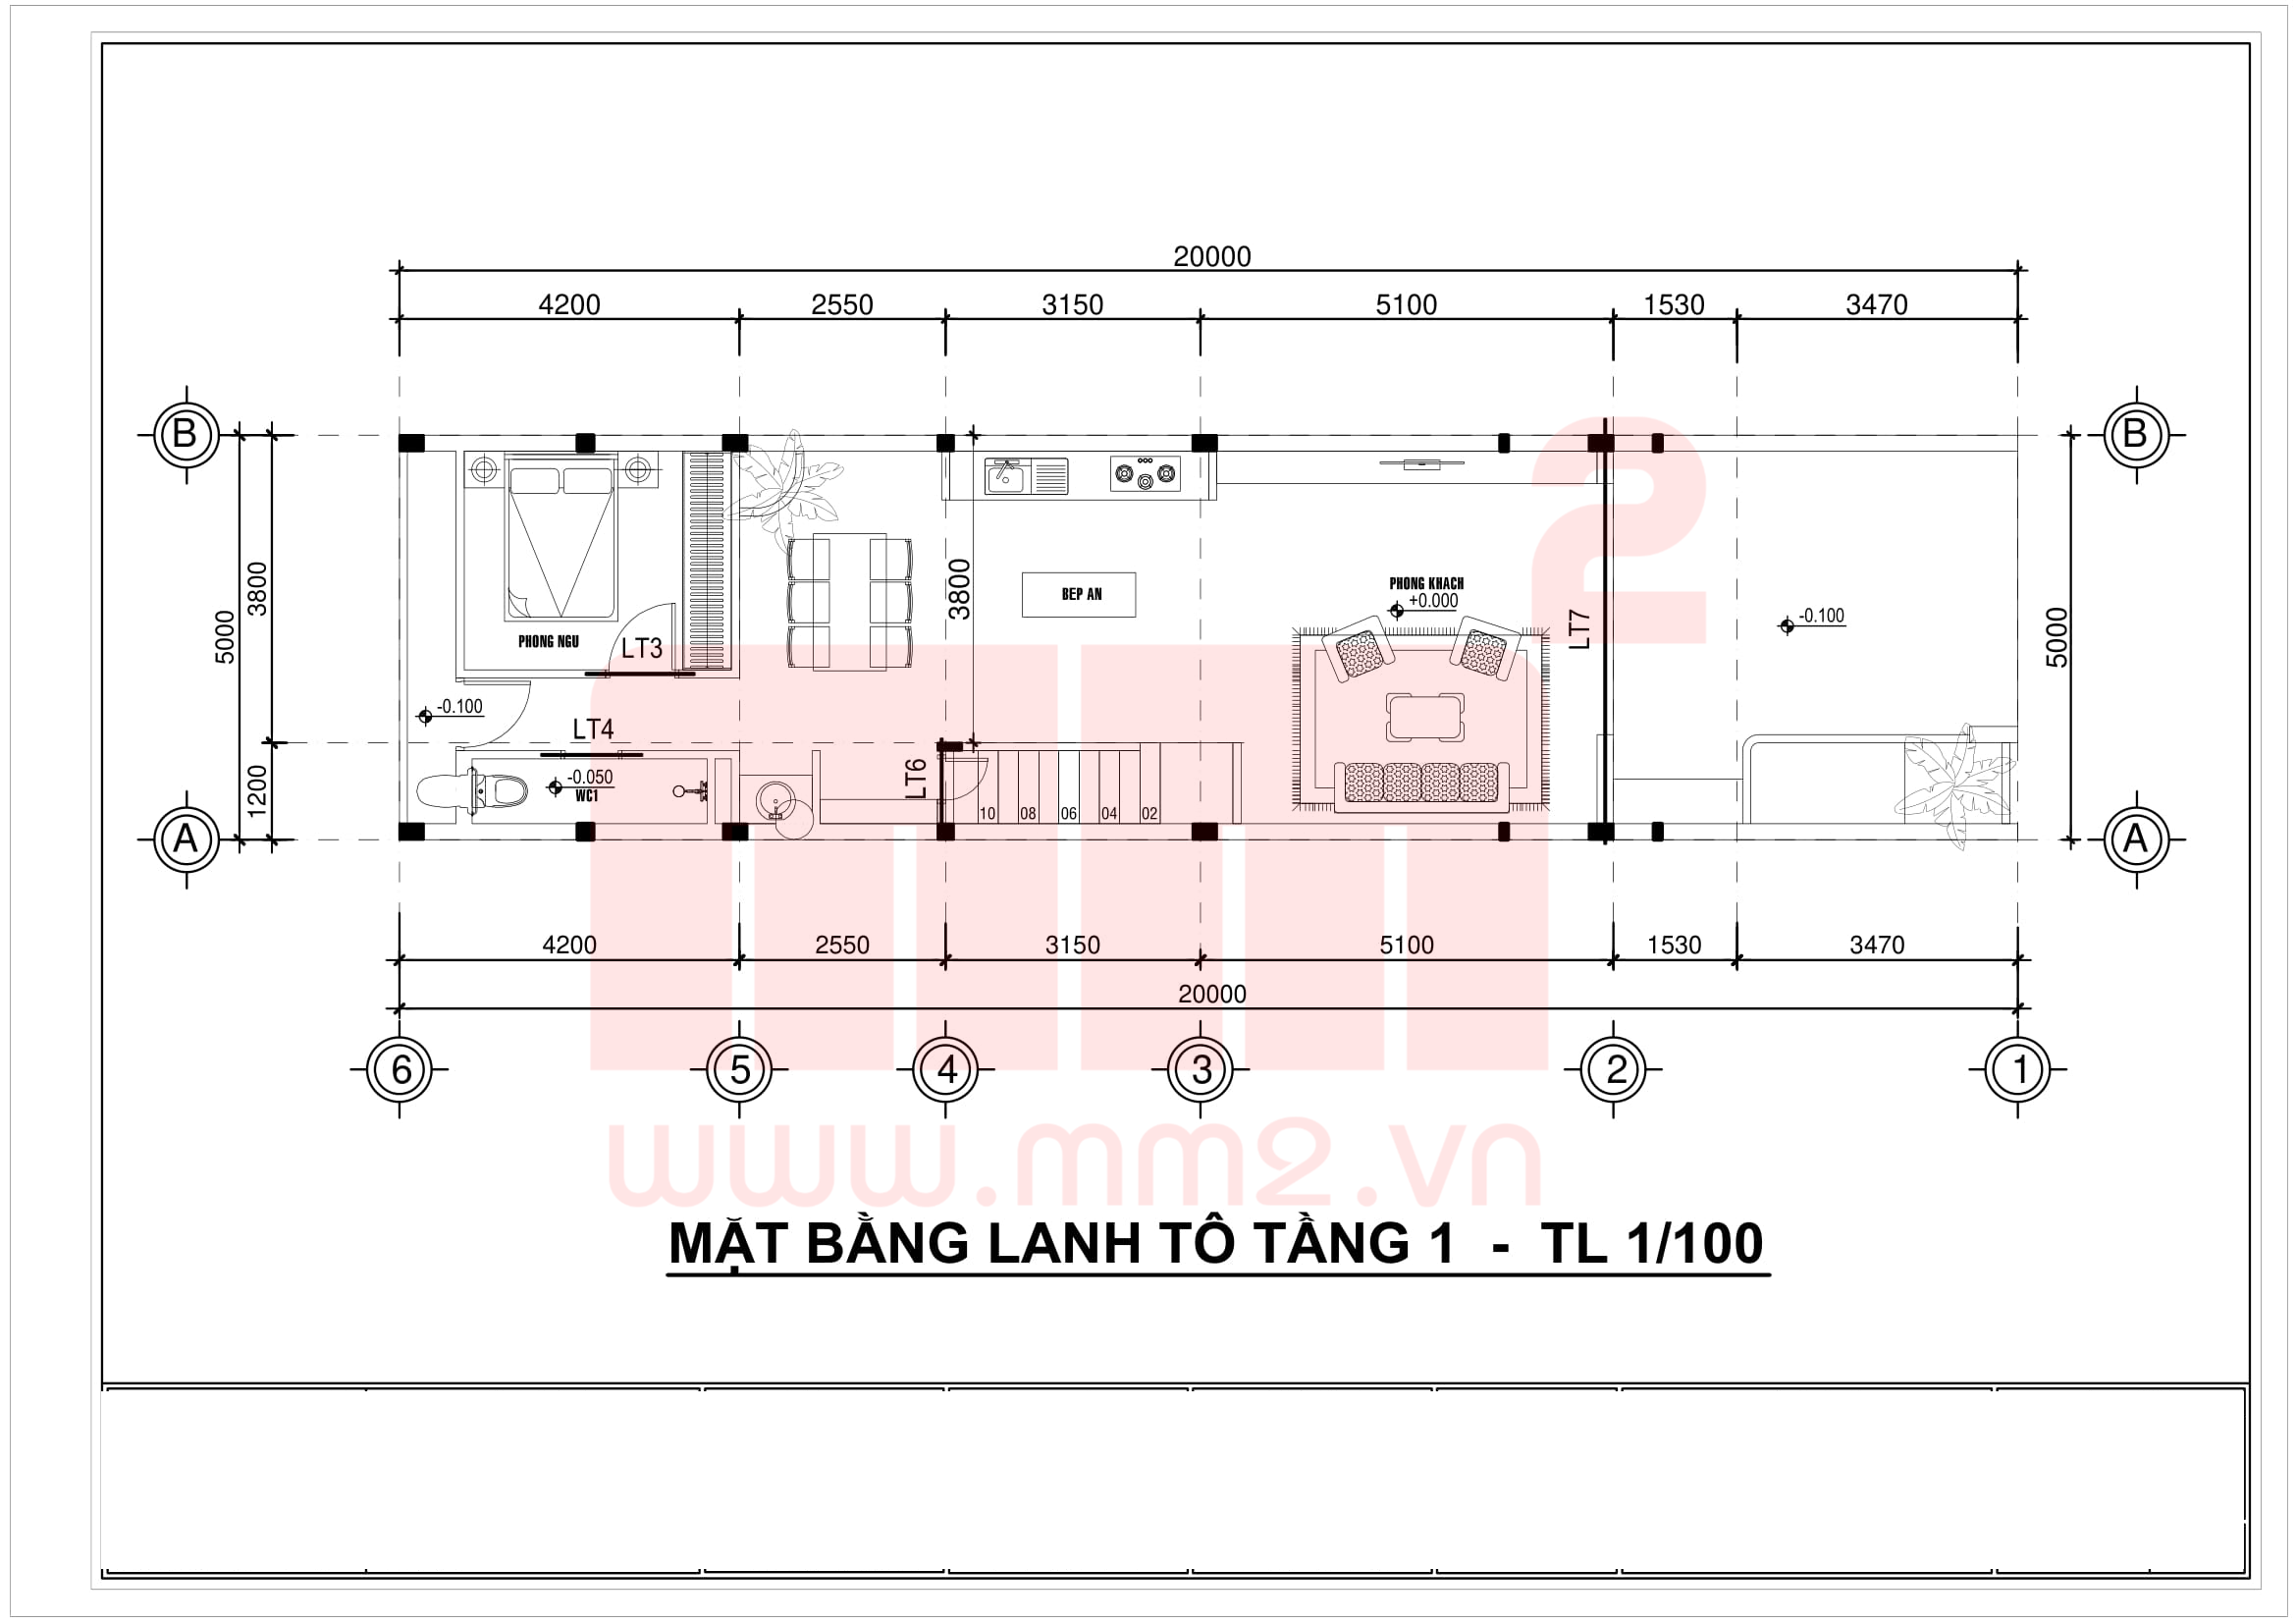 20000
4200 2550 3150 5100 1530 3470
B
B
2
3800
5000
3800
BEP AN
PHONG KHACH
+0.000
LT7
-0.100
5000
PHONG NGU
LT3
-0.100
LT4
1200
-0.050
WC1
LT6
10 08 06 04 02
A
A
mm
4200 2550 3150 5100 1530 3470
20000
6 5 4 3 2 1
www.mm2.vn
MẶT BẰNG LANH TÔ TẦNG 1 - TL 1/100